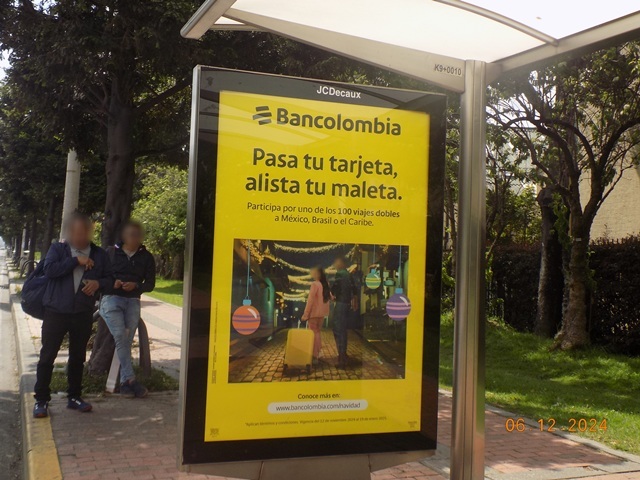 K9+0010
JCDecaux
Bancolombia
Pasa tu tarjeta,
alista tu maleta.
Participa por uno de los 100 viajes dobles
a México, Brasil o el Caribe.
Conoce más en:
www.bancolombia.com/navidad
06 12 2024